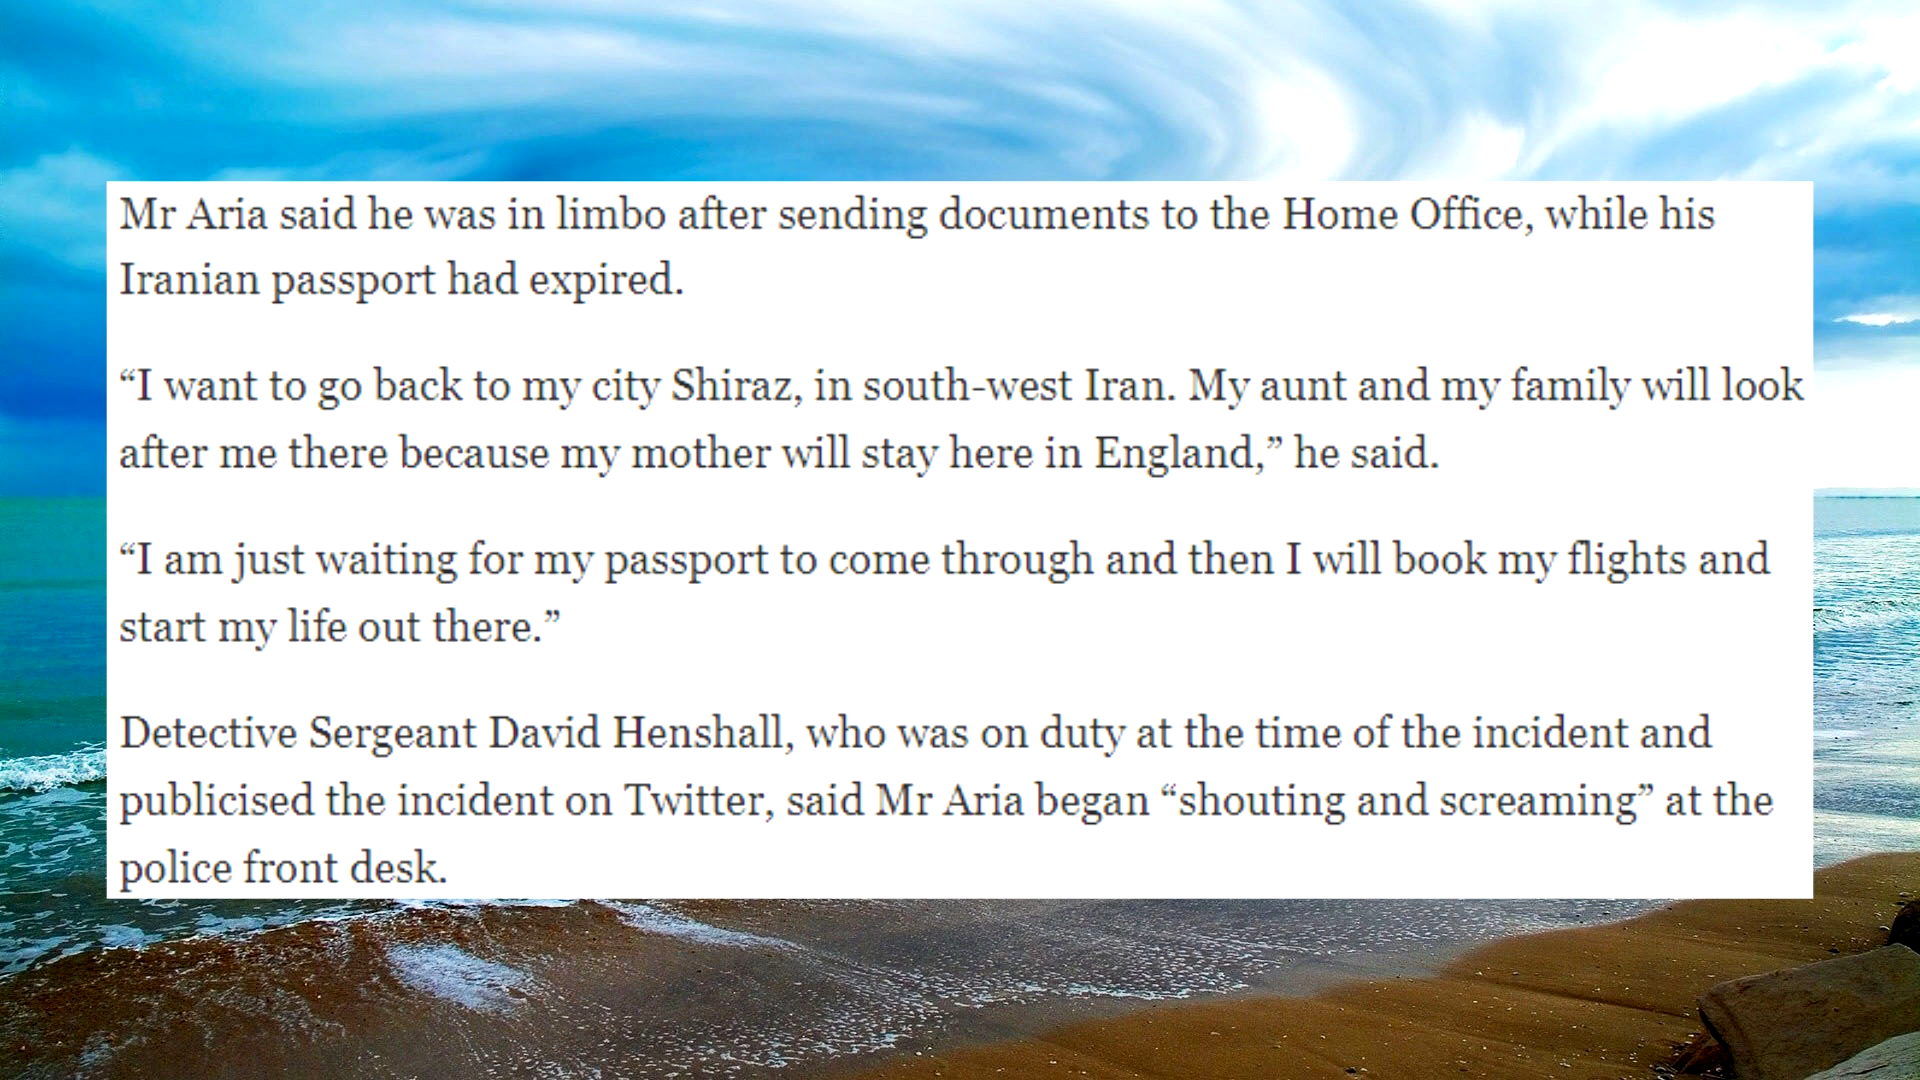 Mr Aria said he was in limbo after sending documents to the Home Office, while his
Iranian passport had expired.
“I want to go back to my city Shiraz, in south-west Iran. My aunt and my family will look
after me there because my mother will stay here in England,” he said.
“I am just waiting for my passport to come through and then I will book my flights and
start my life out there.”
Detective Sergeant David Henshall, who was on duty at the time of the incident and
publicised the incident on Twitter, said Mr Aria began “shouting and screaming” at the
police front desk.